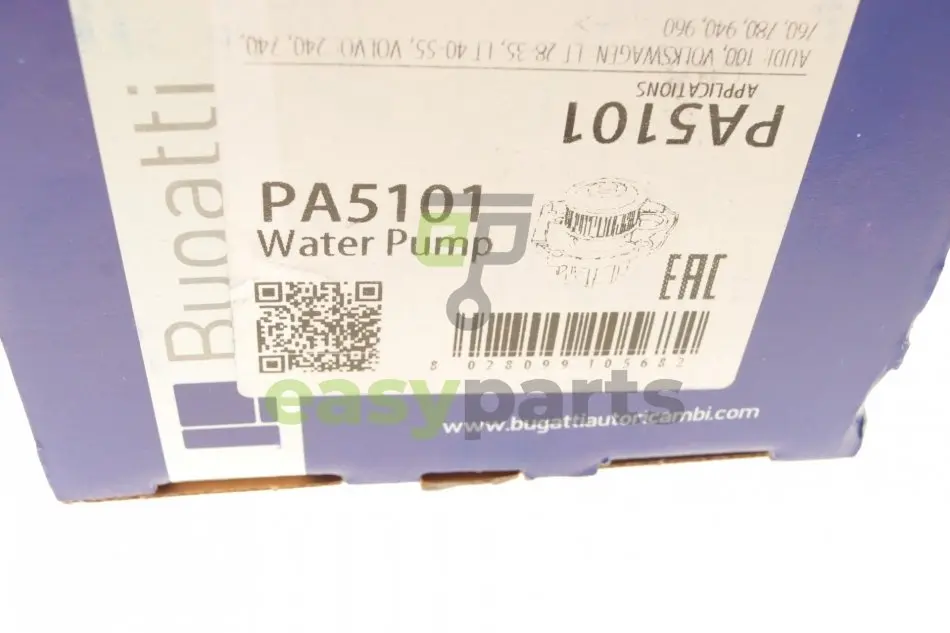 760, 780, 940, 960
AUDI: 100, VOLKSWAGEN: LT 28-35, LT 40-55, VOLVO: 240, 740,
APPLICATIONS
PA5101
Bugatti
PA5101
Water Pump
EAC
8 028099 105682
easyparts
www.bugattiautoricambi.com